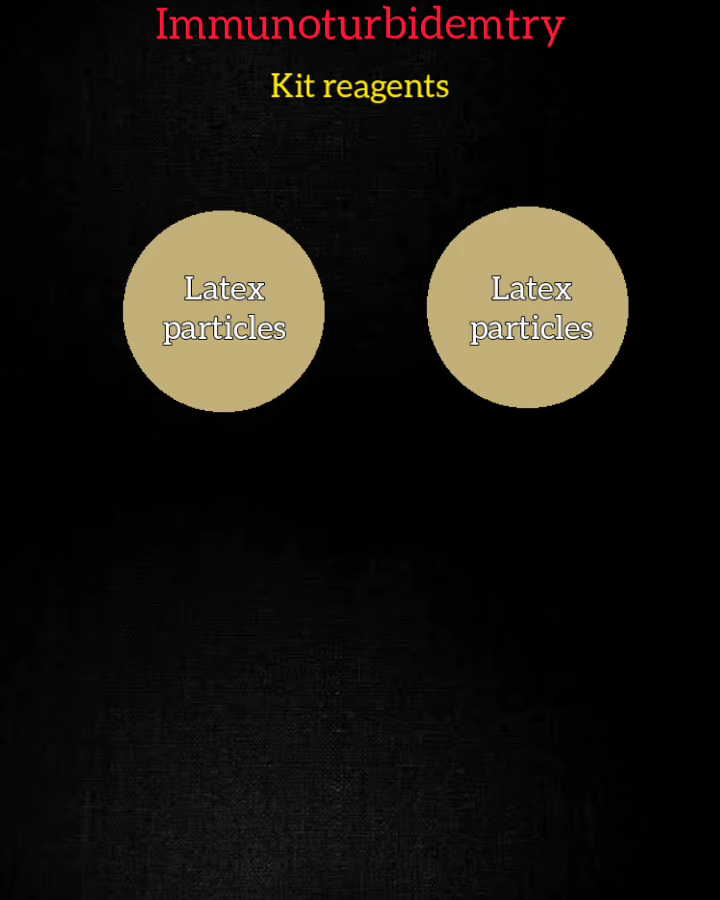 Immunoturbidemtry
Kit reagents
Latex
particles
Latex
particles